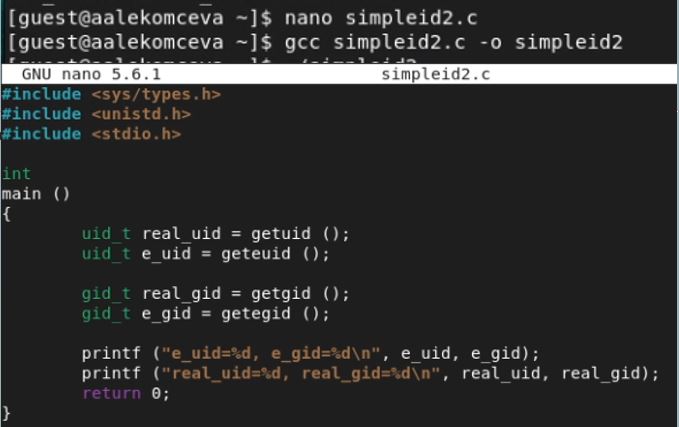 [guest@aalekomceva ~]$ nano simpleid2.c
[guest@aalekomceva ~]$ gcc simpleid2.c -o simpleid2
GNU nano 5.6.1 simpleid2.c
#include <sys/types.h>
#include <unistd.h>
#include <stdio.h>
int
main ()
{
uid_t real_uid = getuid ();
uid_t e_uid = geteuid ();
gid_t real_gid = getgid ();
gid_t e_gid = getegid ();
printf ("e_uid=%d, e_gid=%d\n", e_uid, e_gid);
printf ("real_uid=%d, real_gid=%d\n", real_uid, real_gid);
return 0;
}